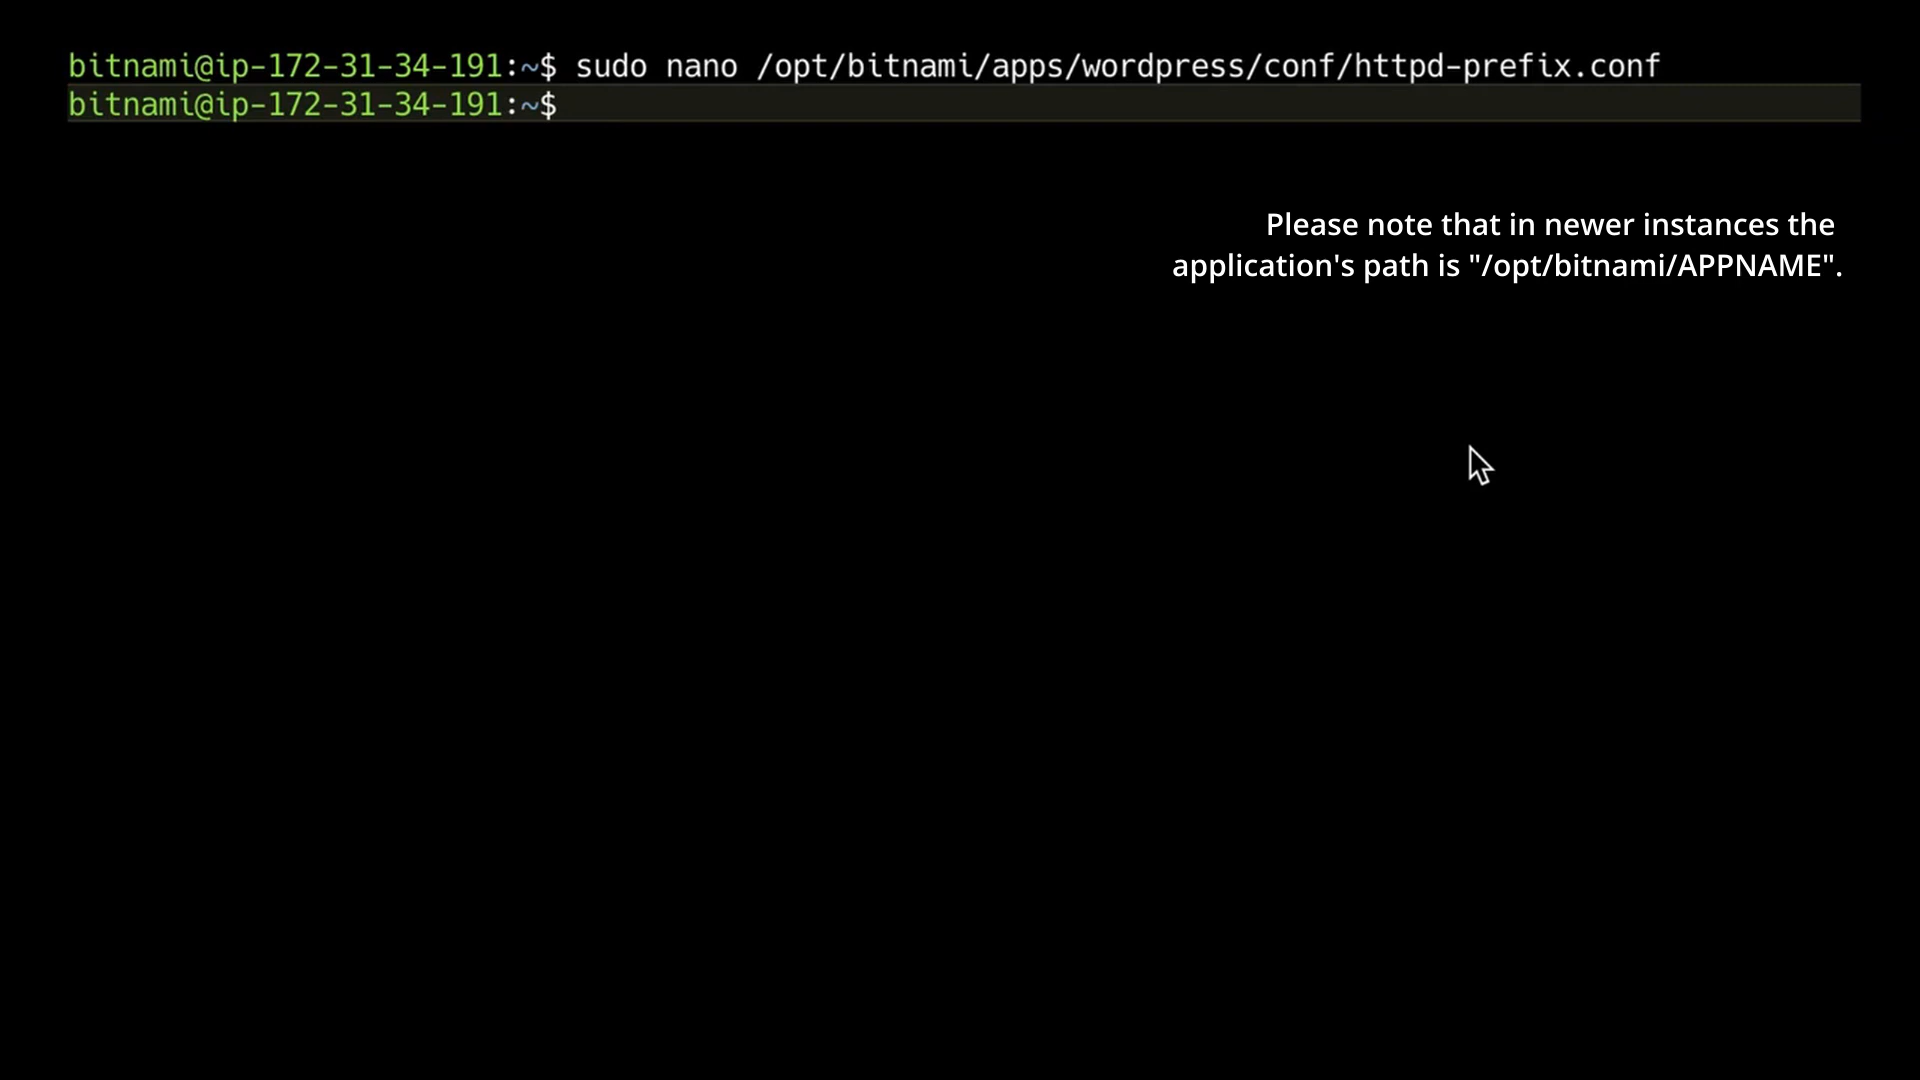 bitnami@ip-172-31-34-191:~$ sudo nano /opt/bitnami/apps/wordpress/conf/httpd-prefix.conf
bitnami@ip-172-31-34-191:~$
Please note that in newer instances the
application's path is "/opt/bitnami/APPNAME".